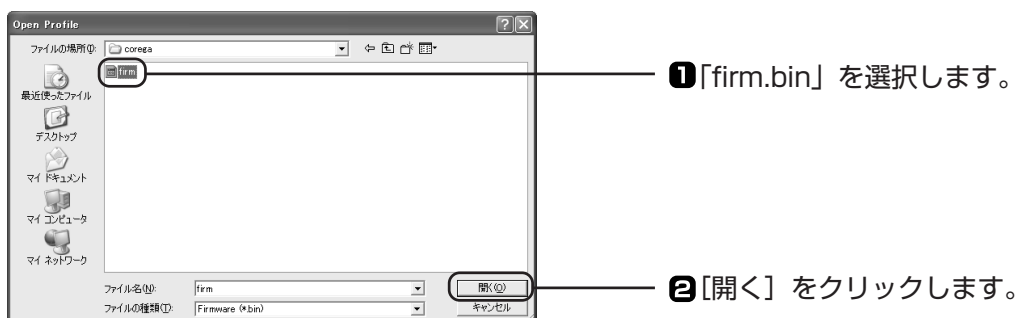 Open Profile
ファイルの場所(I):
corega
firm
❶「firm.bin」を選択します。
最近使ったファイル
デスクトップ
マイ ドキュメント
マイ コンピュータ
マイ ネットワーク
ファイル名(N):
firm
開く(O)
❷[開く]をクリックします。
ファイルの種類(T):
Firmware (*.bin)
キャンセル